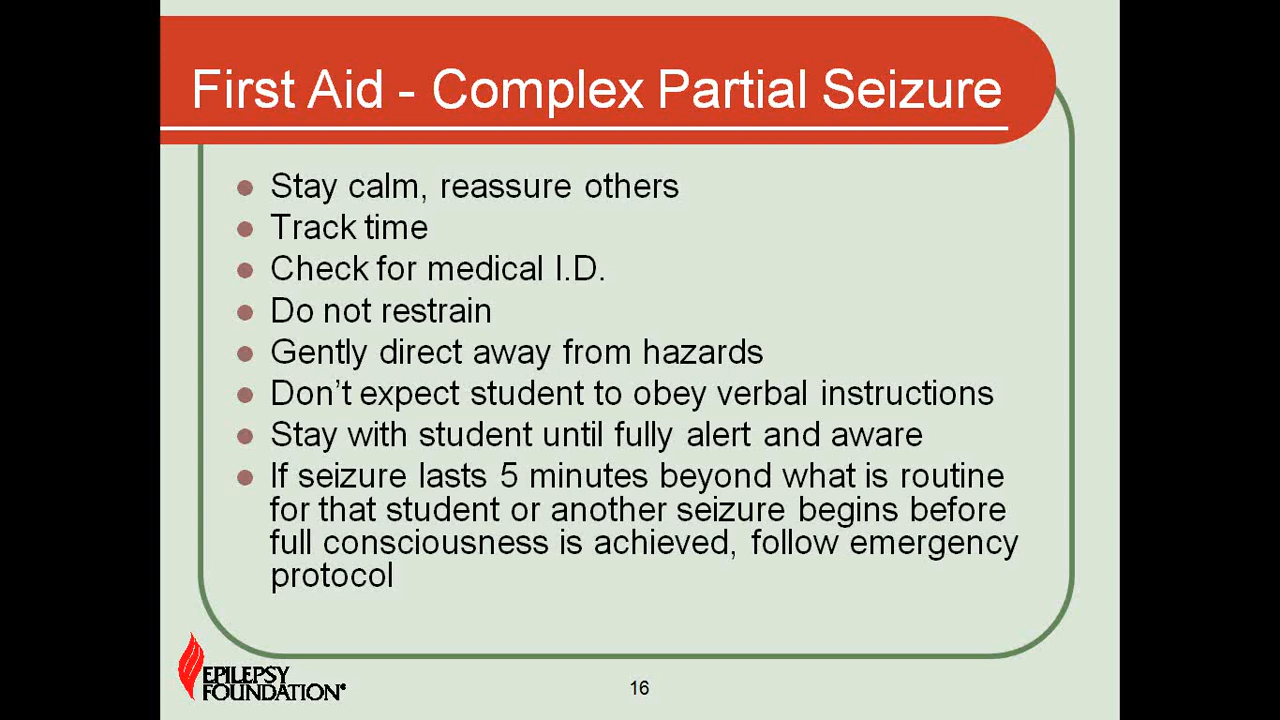 First Aid - Complex Partial Seizure
Stay calm, reassure others
Track time
Check for medical I.D.
Do not restrain
Gently direct away from hazards
Don’t expect student to obey verbal instructions
Stay with student until fully alert and aware
If seizure lasts 5 minutes beyond what is routine
for that student or another seizure begins before
full consciousness is achieved, follow emergency
protocol
EPILEPSY
FOUNDATION®
16